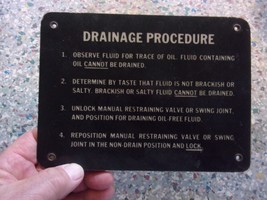 DRAINAGE PROCEDURE
1. OBSERVE FLUID FOR TRACE OF OIL. FLUID CONTAINING
OIL CANNOT BE DRAINED.
2. DETERMINE BY TASTE THAT FLUID IS NOT BRACKISH OR
SALTY. BRACKISH OR SALTY FLUID CANNOT BE DRAINED.
3. UNLOCK MANUAL RESTRAINING VALVE OR SWING JOINT,
AND POSITION FOR DRAINING OIL-FREE FLUID.
4. REPOSITION MANUAL RESTRAINING VALVE OR SWING
JOINT IN THE NON-DRAIN POSITION AND LOCK.